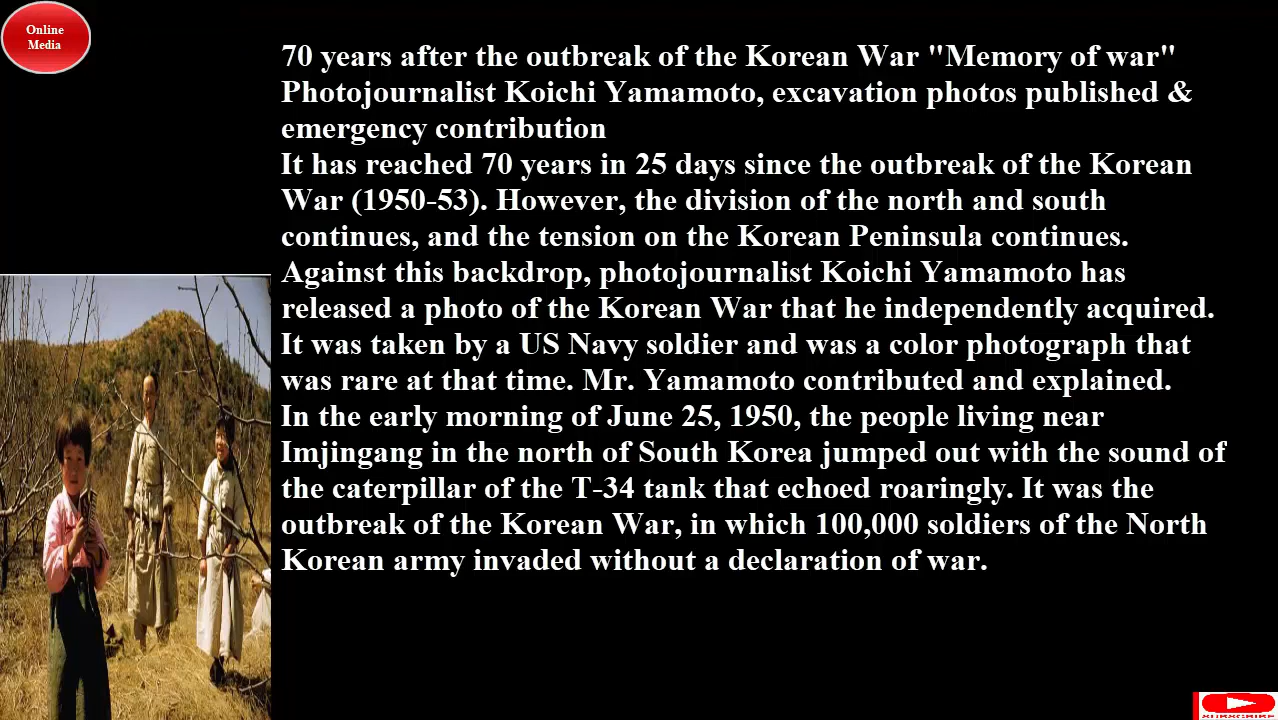 Online
Media
70 years after the outbreak of the Korean War "Memory of war"
Photojournalist Koichi Yamamoto, excavation photos published &
emergency contribution
It has reached 70 years in 25 days since the outbreak of the Korean
War (1950-53). However, the division of the north and south
continues, and the tension on the Korean Peninsula continues.
Against this backdrop, photojournalist Koichi Yamamoto has
released a photo of the Korean War that he independently acquired.
It was taken by a US Navy soldier and was a color photograph that
was rare at that time. Mr. Yamamoto contributed and explained.
In the early morning of June 25, 1950, the people living near
Imjingang in the north of South Korea jumped out with the sound of
the caterpillar of the T-34 tank that echoed roaringly. It was the
outbreak of the Korean War, in which 100,000 soldiers of the North
Korean army invaded without a declaration of war.
SUBSCRIBE